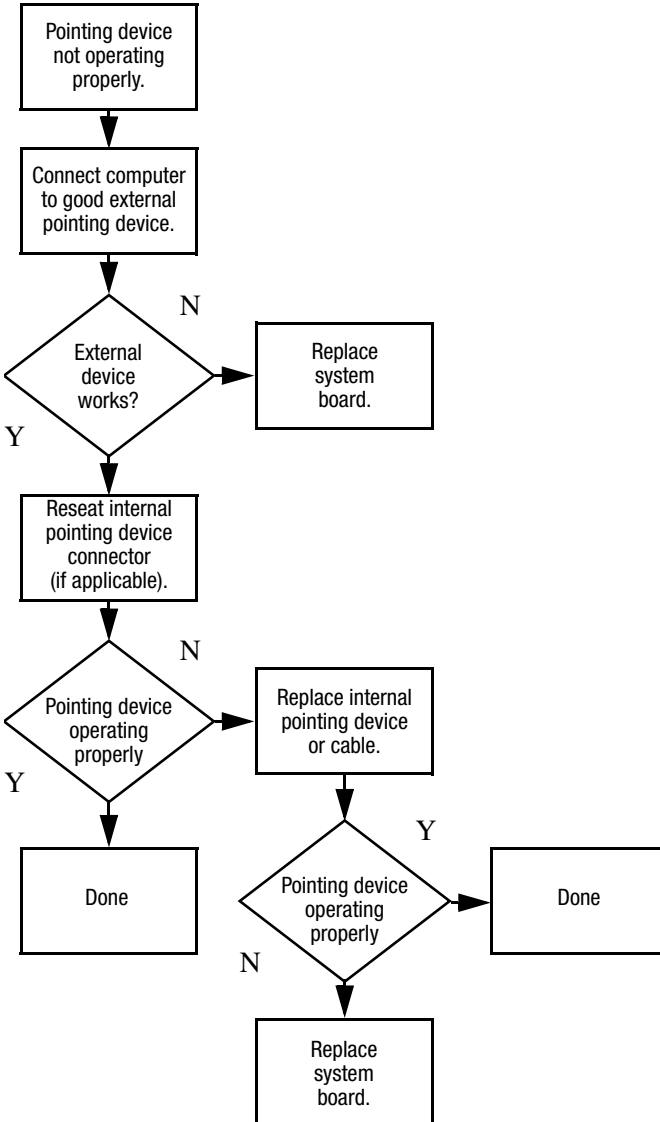 Pointing device
not operating
properly.
Connect computer
to good external
pointing device.
N
External
device
works?
Replace
system
board.
Y
Reseat internal
pointing device
connector
(if applicable).
N
Pointing device
operating
properly
Replace internal
pointing device
or cable.
Y
Y
Done
Pointing device
operating
properly
Done
N
Replace
system
board.